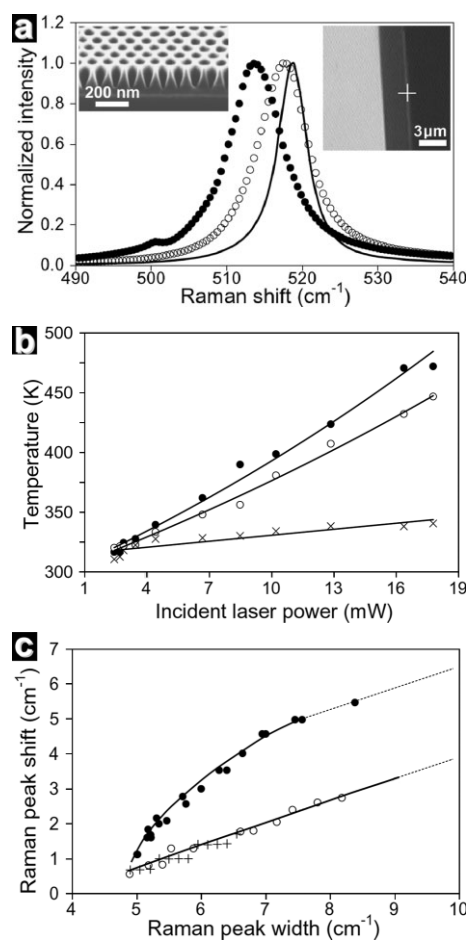 a
200 nm
3μm
Normalized intensity
1.0
0.8
0.6
0.4
0.2
0.0
490 500 510 520 530 540
Raman shift (cm⁻¹)
b
Temperature (K)
500
450
400
350
300
1 4 7 10 13 16 19
Incident laser power (mW)
c
Raman peak shift (cm⁻¹)
7
6
5
4
3
2
1
0
4 5 6 7 8 9 10
Raman peak width (cm⁻¹)